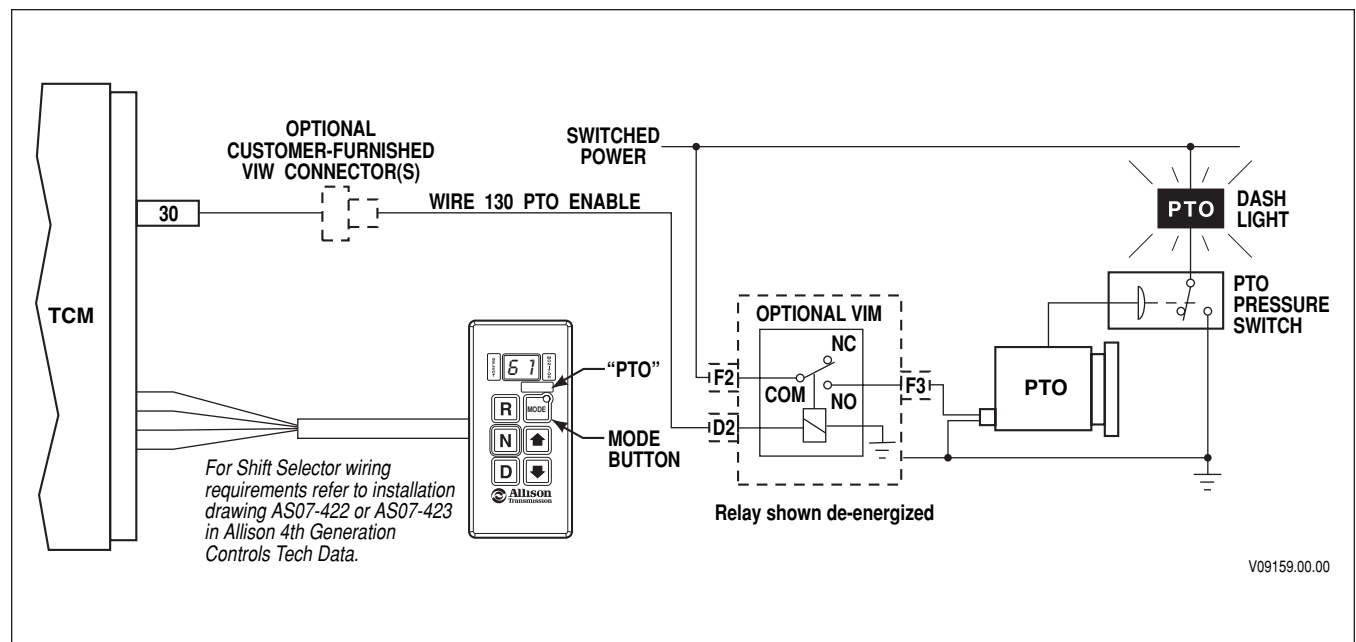 OPTIONAL
CUSTOMER-FURNISHED
VIW CONNECTOR(S)
SWITCHED
POWER
30
WIRE 130 PTO ENABLE
PTO
DASH
LIGHT
PTO
PRESSURE
SWITCH
TCM
OPTIONAL VIM
NC
F2
COM
NO
F3
D2
PTO
67
"PTO"
R
MODE
N
D
MODE
BUTTON
Allison
Transmission
For Shift Selector wiring
requirements refer to installation
drawing AS07-422 or AS07-423
in Allison 4th Generation
Controls Tech Data.
Relay shown de-energized
V09159.00.00